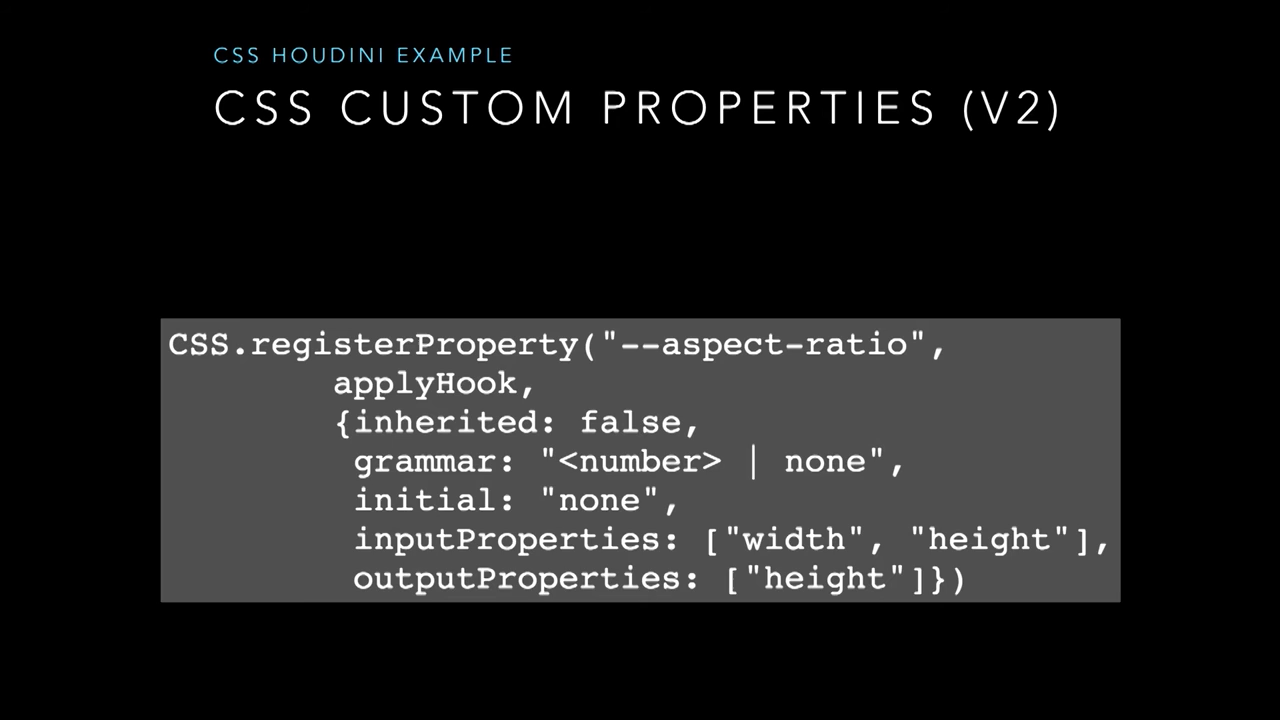 CSS HOUDINI EXAMPLE
CSS CUSTOM PROPERTIES (V2)
CSS.registerProperty("--aspect-ratio",
        applyHook,
        {inherited: false,
         grammar: "<number> | none",
         initial: "none",
         inputProperties: ["width", "height"],
         outputProperties: ["height"]})